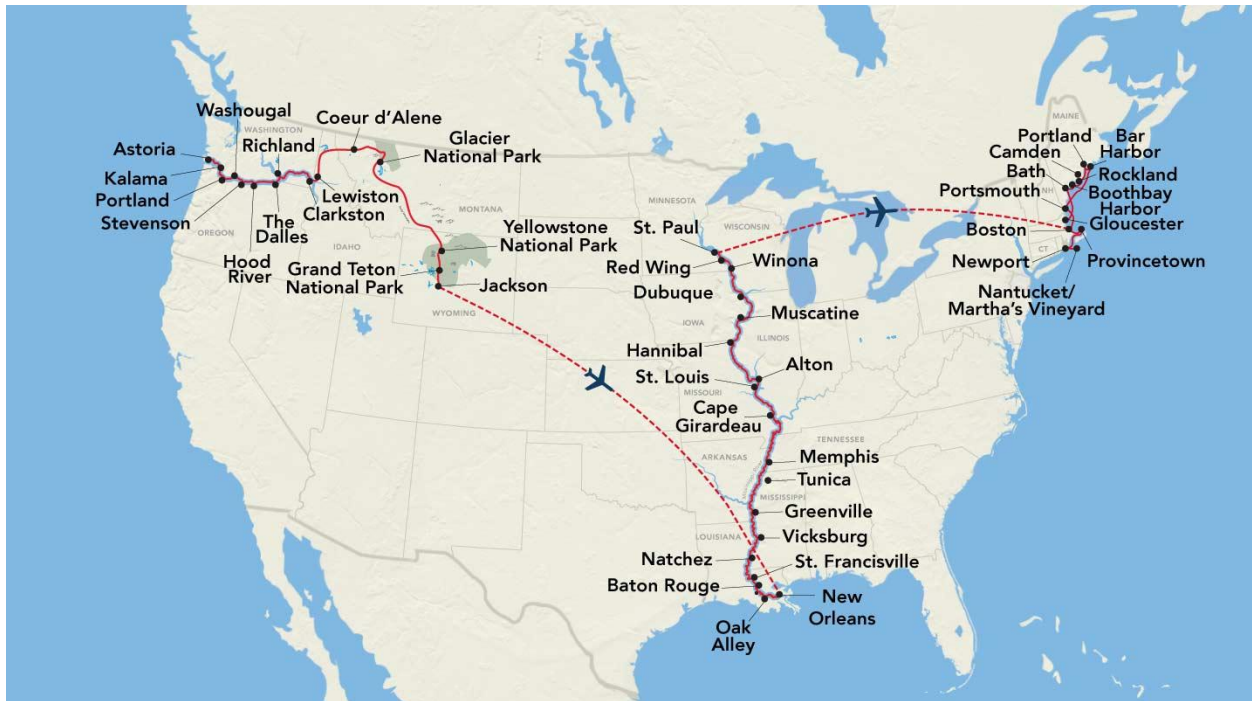 Washougal
WASHINGTON
Coeur d'Alene
Richland
Glacier
National Park
Astoria
Kalama
Portland
Stevenson
Lewiston
Clarkston
The
Dalles
Hood
River
OREGON
IDAHO
MONTANA
Yellowstone
National Park
Grand Teton
National Park
Jackson
WYOMING
MINNESOTA
WISCONSIN
St. Paul
Red Wing
Winona
Dubuque
Muscatine
IOWA
ILLINOIS
Hannibal
Alton
St. Louis
MISSOURI
Cape
Girardeau
TENNESSEE
ARKANSAS
Memphis
Tunica
MISSISSIPPI
Greenville
LOUISIANA
Vicksburg
Natchez
St. Francisville
Baton Rouge
New
Orleans
Oak
Alley
MAINE
Portland
Bar
Harbor
Camden
Bath
Rockland
Portsmouth
NH
Boothbay
Harbor
Gloucester
Boston
CT
Newport
Provincetown
Nantucket/
Martha's Vineyard